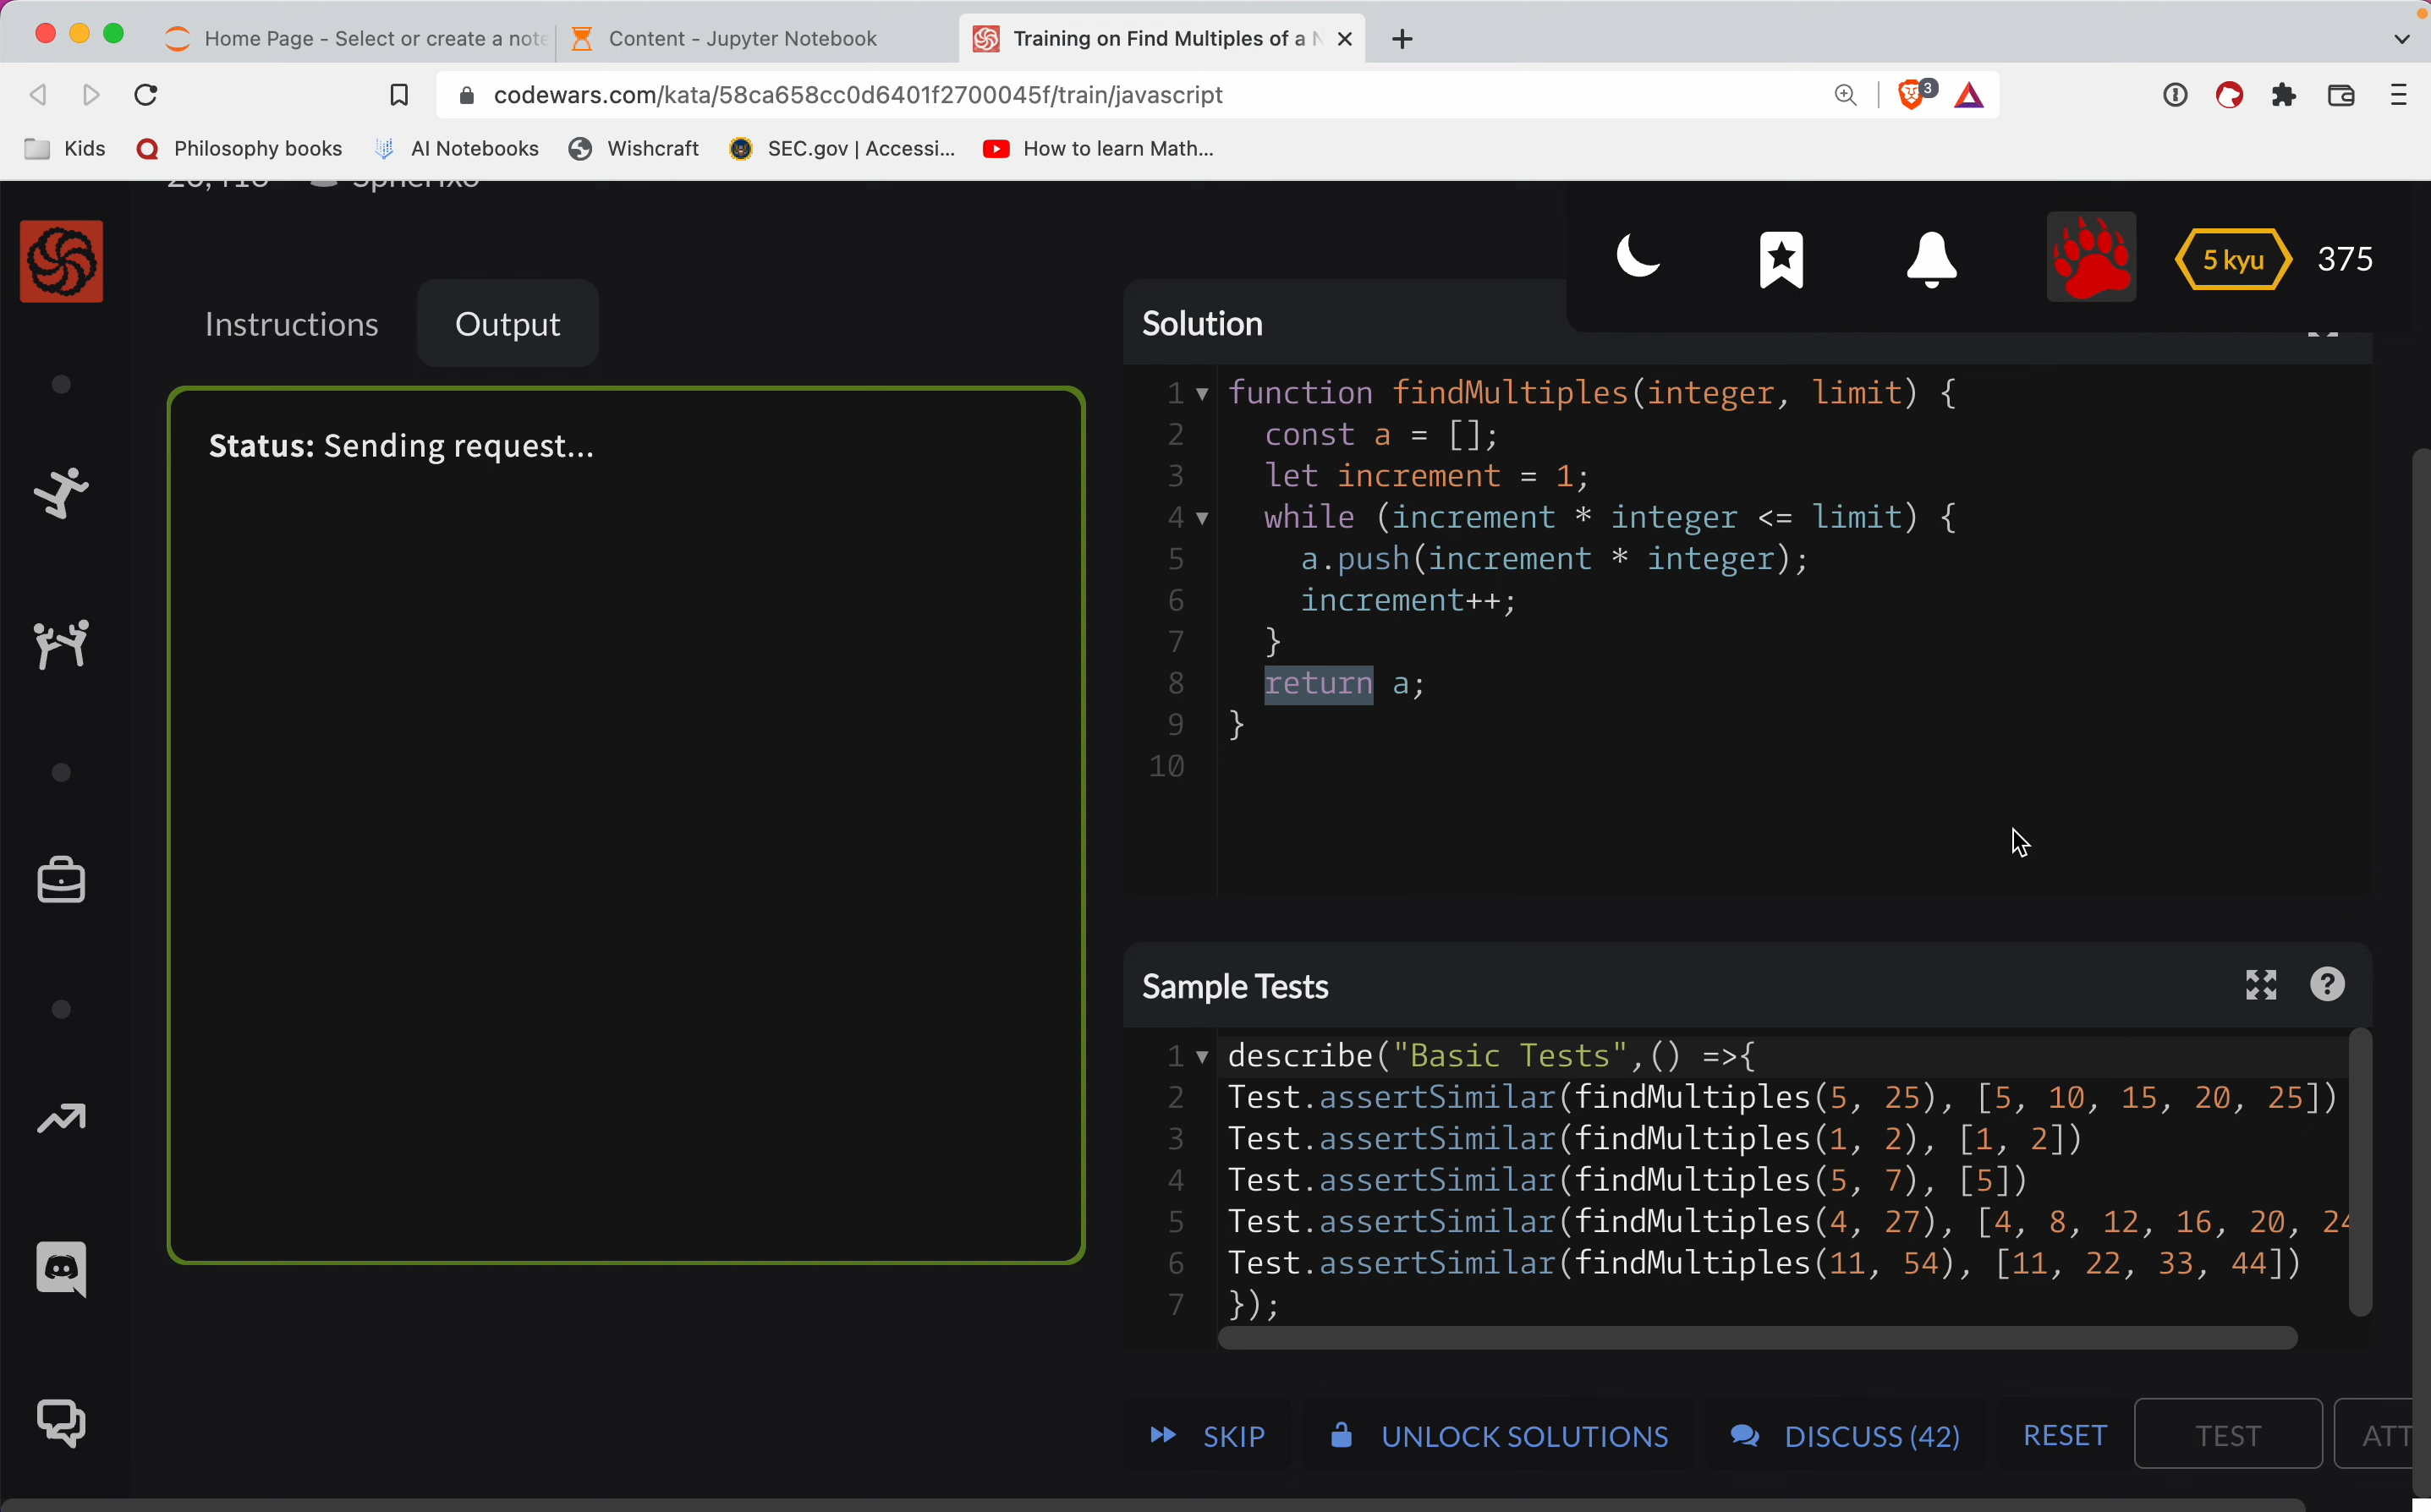 Home Page - Select or create a note
Content - Jupyter Notebook
Training on Find Multiples of a N
codewars.com/kata/58ca658cc0d6401f2700045f/train/javascript
3
Kids
Philosophy books
AI Notebooks
Wishcraft
SEC.gov | Accessi...
How to learn Math...
5 kyu
375
Instructions
Output
Status: Sending request...
Solution
1 function findMultiples(integer, limit) {
2 const a = [];
3 let increment = 1;
4 while (increment * integer <= limit) {
5 a.push(increment * integer);
6 increment++;
7 }
8 return a;
9 }
10
Sample Tests
1 describe("Basic Tests",() =>{
2 Test.assertSimilar(findMultiples(5, 25), [5, 10, 15, 20, 25])
3 Test.assertSimilar(findMultiples(1, 2), [1, 2])
4 Test.assertSimilar(findMultiples(5, 7), [5])
5 Test.assertSimilar(findMultiples(4, 27), [4, 8, 12, 16, 20, 24
6 Test.assertSimilar(findMultiples(11, 54), [11, 22, 33, 44])
7 });
SKIP
UNLOCK SOLUTIONS
DISCUSS (42)
RESET
TEST
ATT